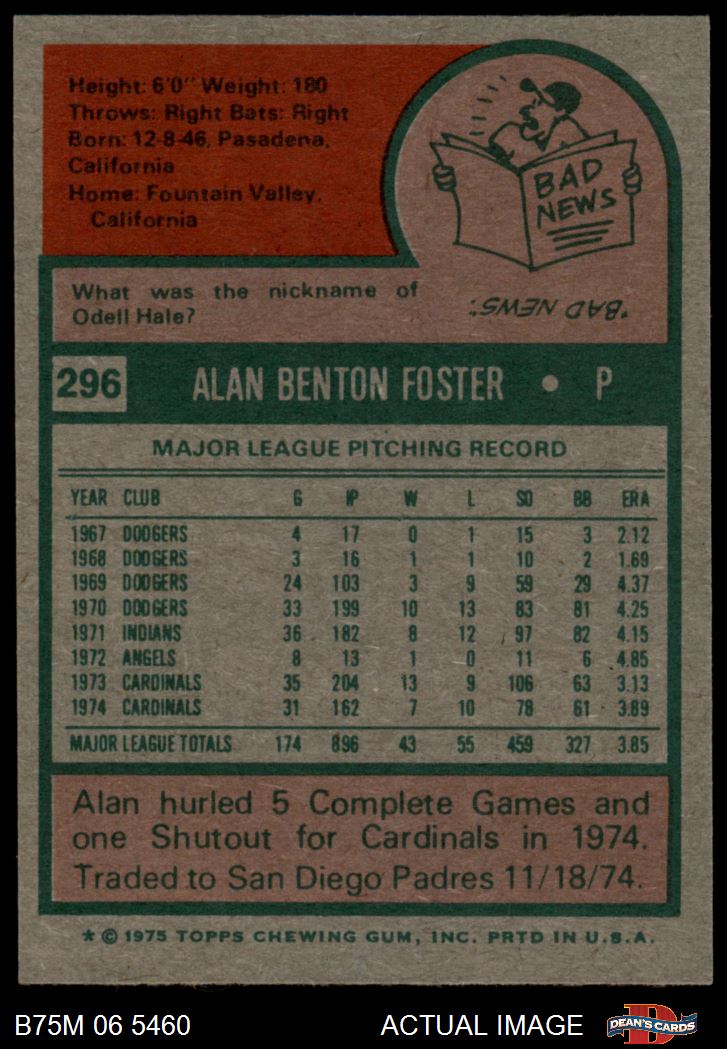 Height: 6'0" Weight: 180
Throws: Right Bats: Right
Born: 12-8-46, Pasadena,
California
Home: Fountain Valley,
California
BAD
NEWS
What was the nickname of
Odell Hale?
"BAD NEWS".
296 ALAN BENTON FOSTER • P
MAJOR LEAGUE PITCHING RECORD
YEAR CLUB G IP W L SO BB ERA
1967 DODGERS 4 17 0 1 15 3 2.12
1968 DODGERS 3 16 1 1 10 2 1.69
1969 DODGERS 24 103 3 9 59 29 4.37
1970 DODGERS 33 199 10 13 83 81 4.25
1971 INDIANS 36 182 8 12 97 82 4.15
1972 ANGELS 8 13 1 0 11 6 4.85
1973 CARDINALS 35 204 13 9 106 63 3.13
1974 CARDINALS 31 162 7 10 78 61 3.89
MAJOR LEAGUE TOTALS 174 896 43 55 459 327 3.85
Alan hurled 5 Complete Games and
one Shutout for Cardinals in 1974.
Traded to San Diego Padres 11/18/74.
* © 1975 TOPPS CHEWING GUM, INC. PRTD IN U.S.A.
B75M 06 5460 ACTUAL IMAGE D DEAN'S CARDS